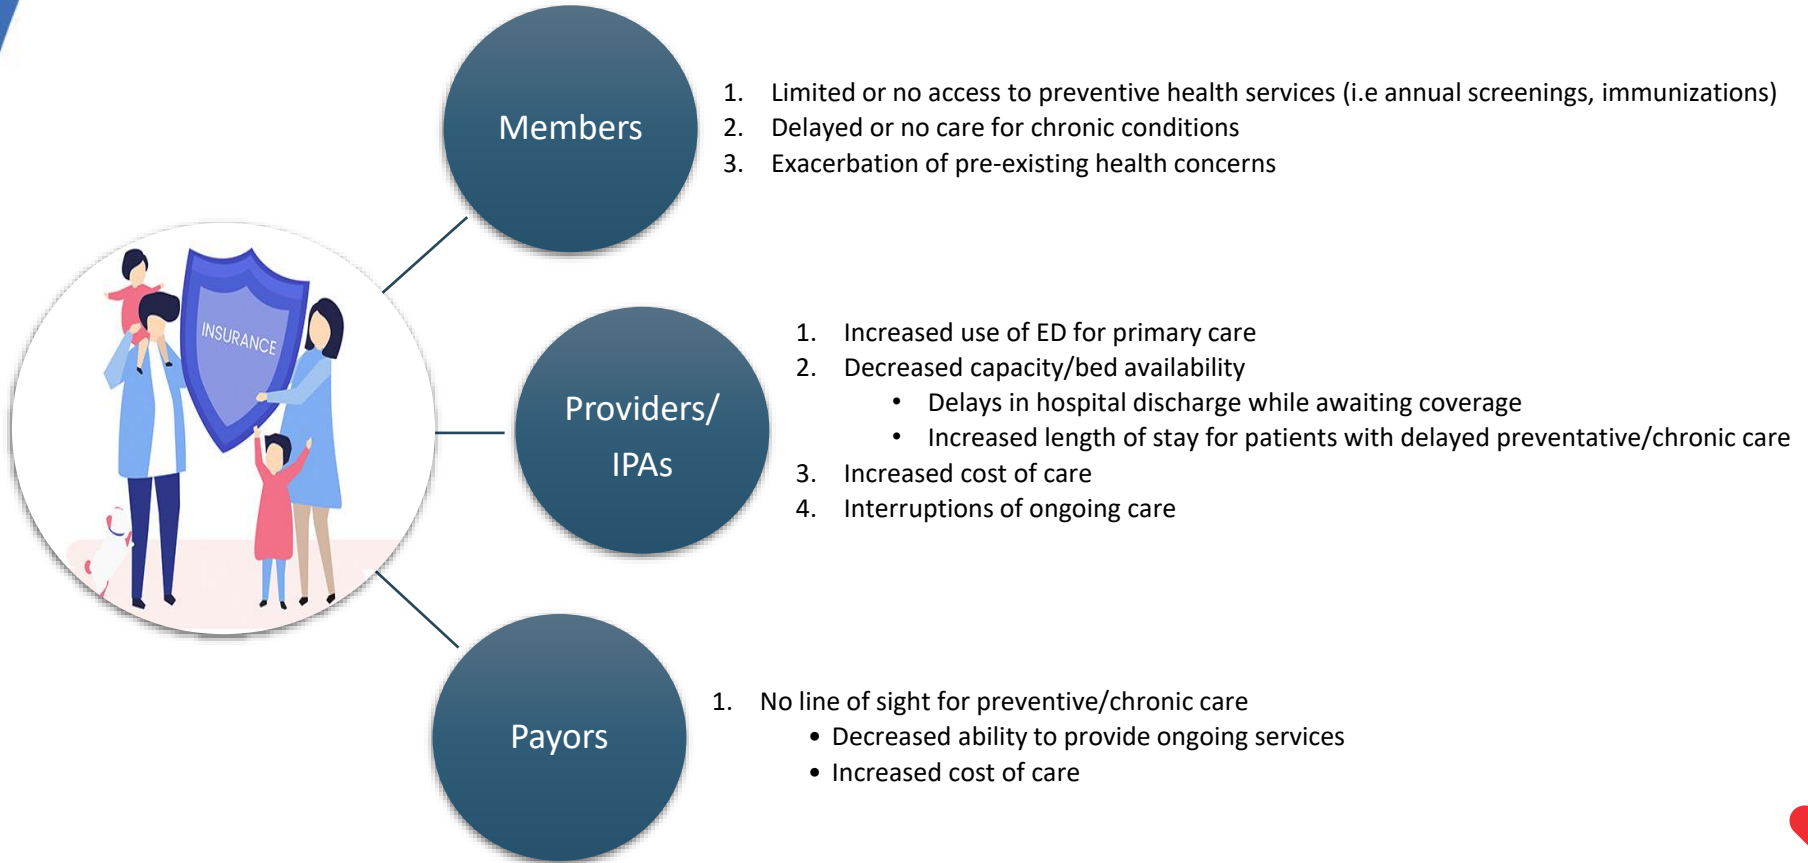 Members
1. Limited or no access to preventive health services (i.e annual screenings, immunizations)
2. Delayed or no care for chronic conditions
3. Exacerbation of pre-existing health concerns
INSURANCE
Providers/
IPAs
1. Increased use of ED for primary care
2. Decreased capacity/bed availability
• Delays in hospital discharge while awaiting coverage
• Increased length of stay for patients with delayed preventative/chronic care
3. Increased cost of care
4. Interruptions of ongoing care
Payors
1. No line of sight for preventive/chronic care
• Decreased ability to provide ongoing services
• Increased cost of care